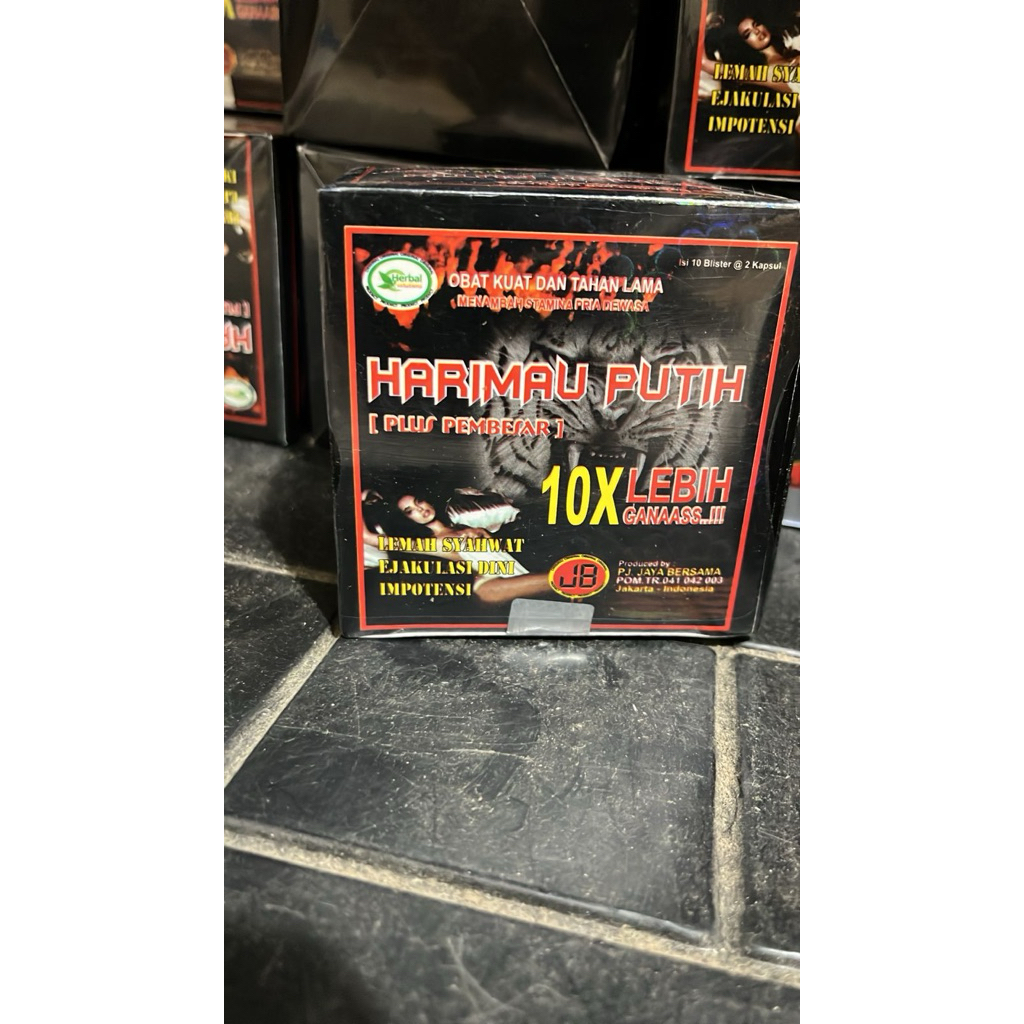 LEMAH
EJAKULASI
IMPOTENSI
Isi 10 Blister @ 2 Kapsul
Herbal
OBAT KUAT DAN TAHAN LAMA
MENAMBAH STAMINA PRIA DEWASA
HARIMAU PUTIH
[ PLUS PEMBESAR ]
10X LEBIH
GANAASS..!!!
LEMAH SYAHWAT
EJAKULASI DINI
IMPOTENSI
JB
Produced by :
PJ. JAYA BERSAMA
POM.TR.041 042 003
Jakarta - Indonesia